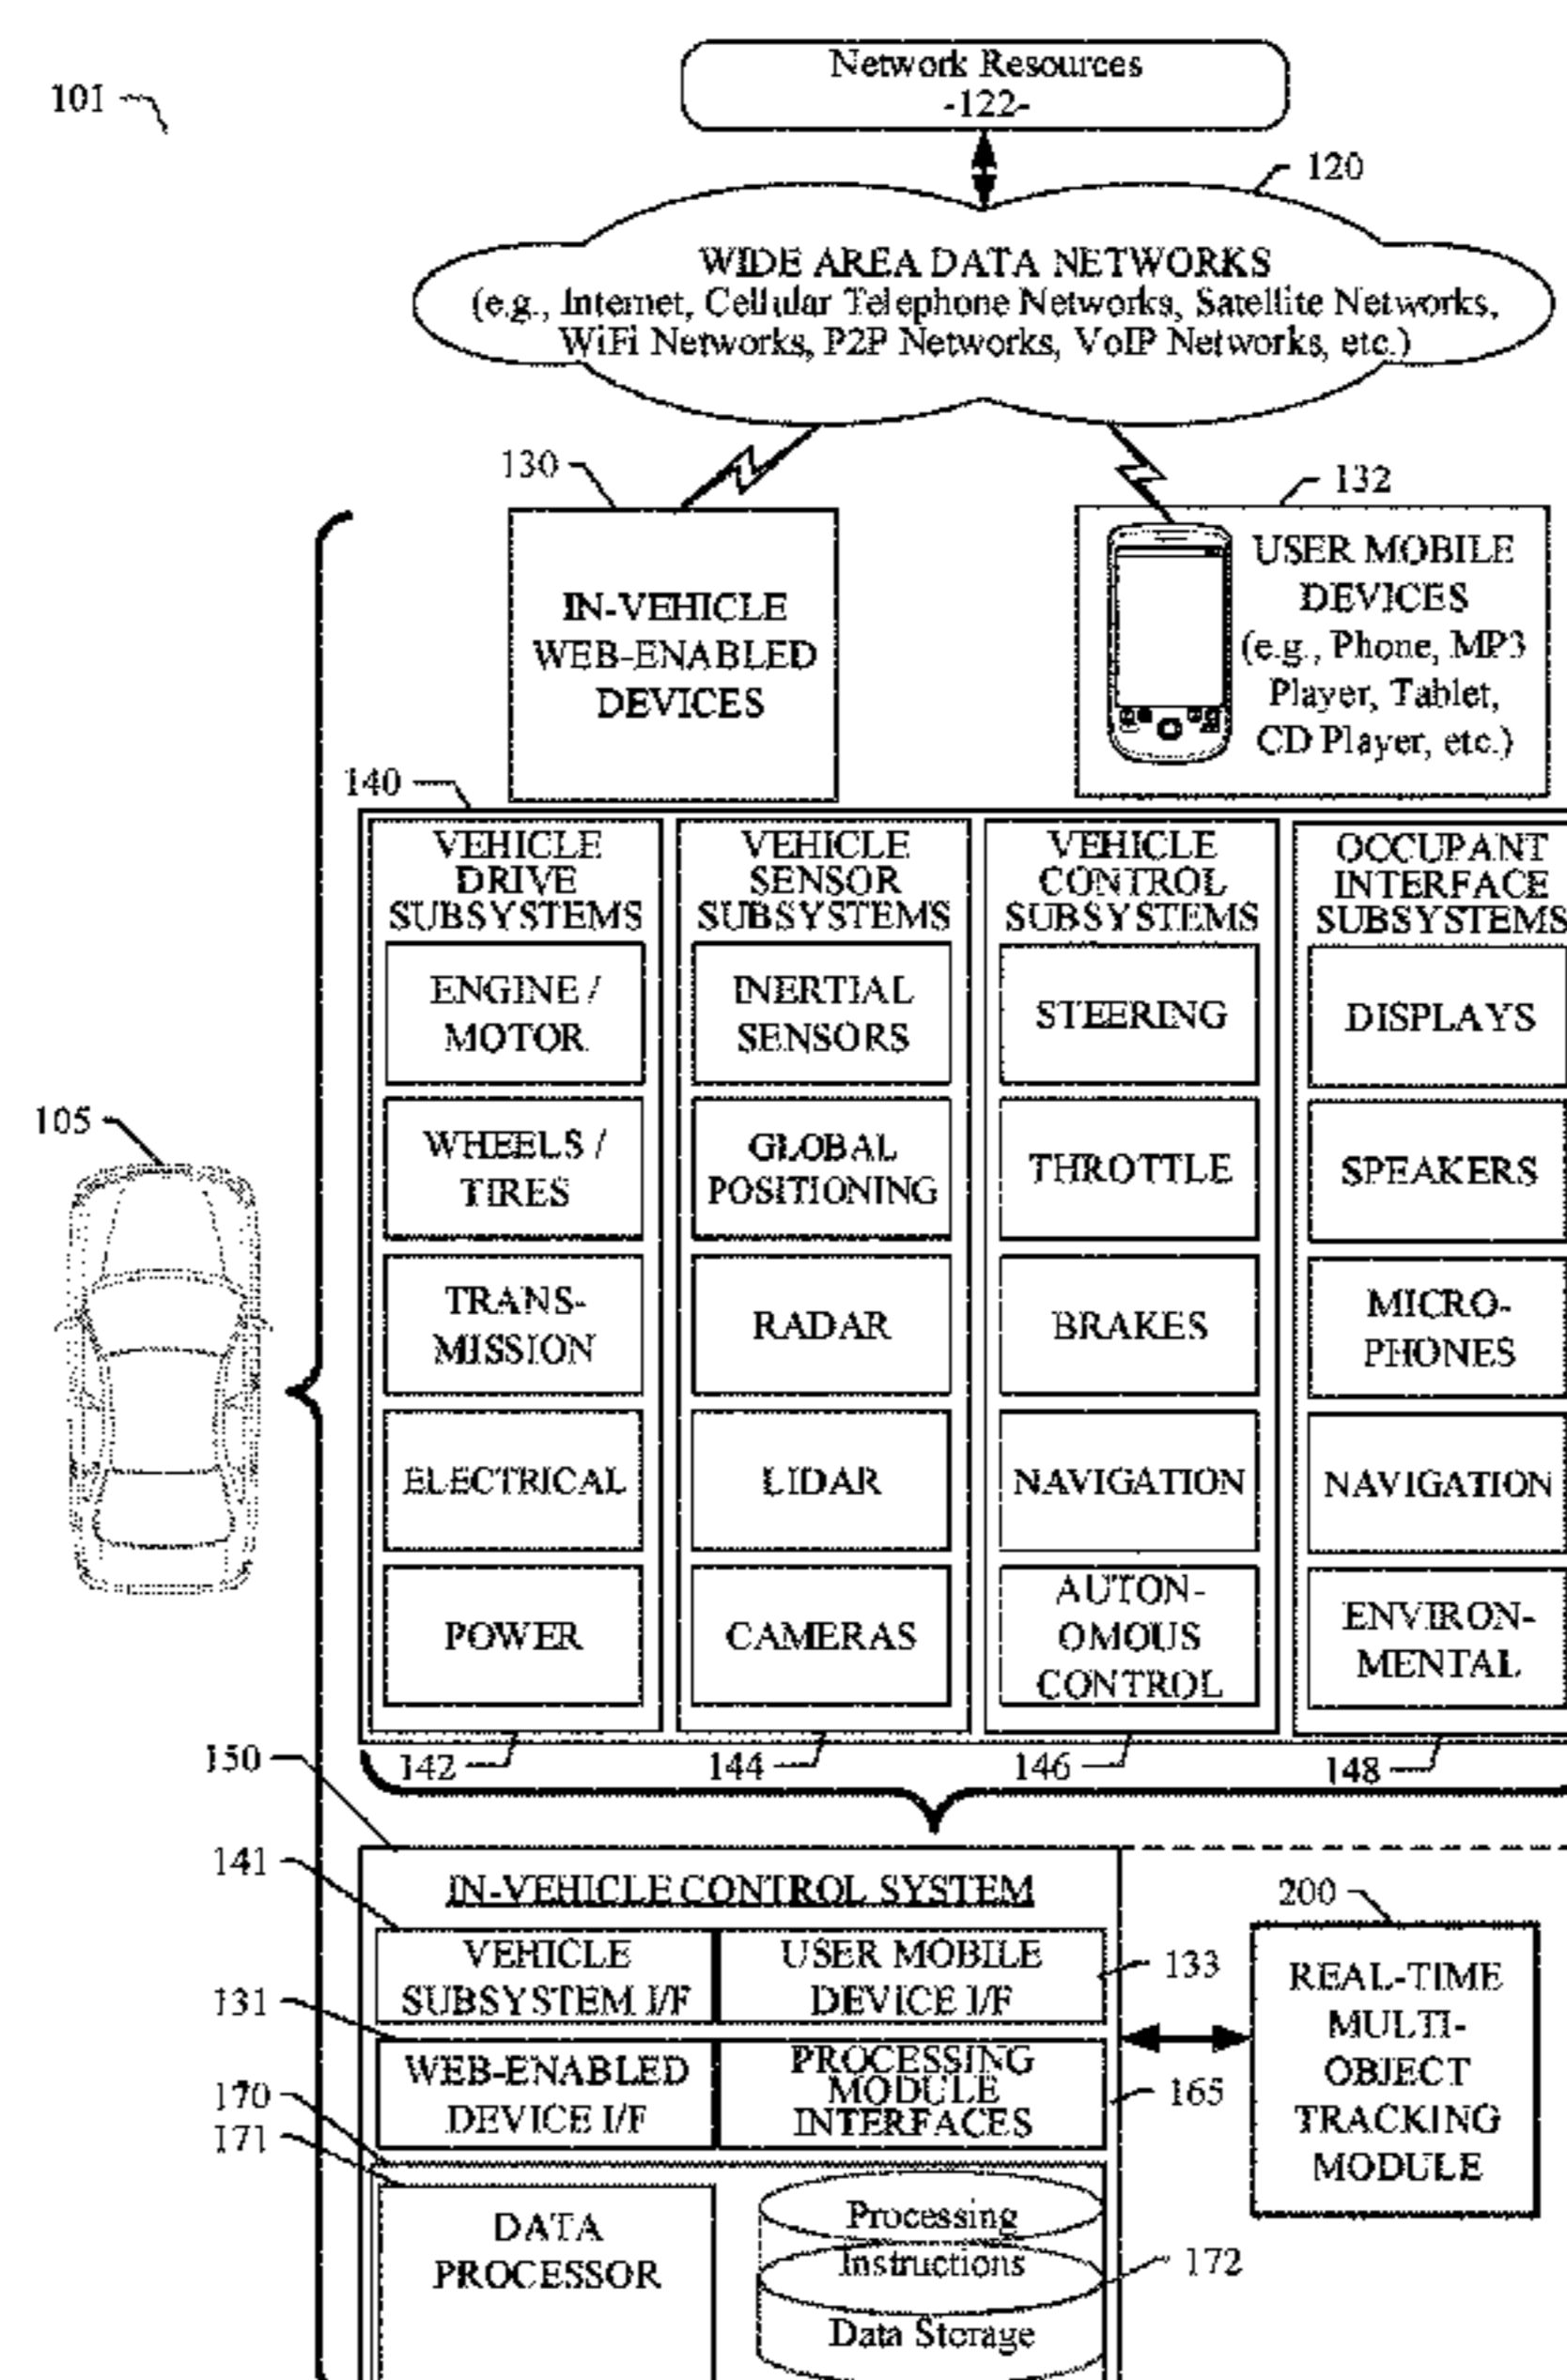 101
Network Resources
-122-
120
WIDE AREA DATA NETWORKS
(e.g., Internet, Cellular Telephone Networks, Satellite Networks,
WiFi Networks, P2P Networks, VoIP Networks, etc.)
130
132
IN-VEHICLE
WEB-ENABLED
DEVICES
USER MOBILE
DEVICES
(e.g., Phone, MP3
Player, Tablet,
CD Player, etc.)
140
VEHICLE
DRIVE
SUBSYSTEMS
ENGINE /
MOTOR
WHEELS /
TIRES
TRANS-
MISSION
ELECTRICAL
POWER
142
VEHICLE
SENSOR
SUBSYSTEMS
INERTIAL
SENSORS
GLOBAL
POSITIONING
RADAR
LIDAR
CAMERAS
144
VEHICLE
CONTROL
SUBSYSTEMS
STEERING
THROTTLE
BRAKES
NAVIGATION
AUTON-
OMOUS
CONTROL
146
OCCUPANT
INTERFACE
SUBSYSTEMS
DISPLAYS
SPEAKERS
MICRO-
PHONES
NAVIGATION
ENVIRON-
MENTAL
148
105
150
IN-VEHICLE CONTROL SYSTEM
141
VEHICLE
SUBSYSTEM I/F
USER MOBILE
DEVICE I/F
133
131
WEB-ENABLED
DEVICE I/F
PROCESSING
MODULE
INTERFACES
165
170
171
DATA
PROCESSOR
Processing
Instructions
Data Storage
172
200
REAL-TIME
MULTI-
OBJECT
TRACKING
MODULE